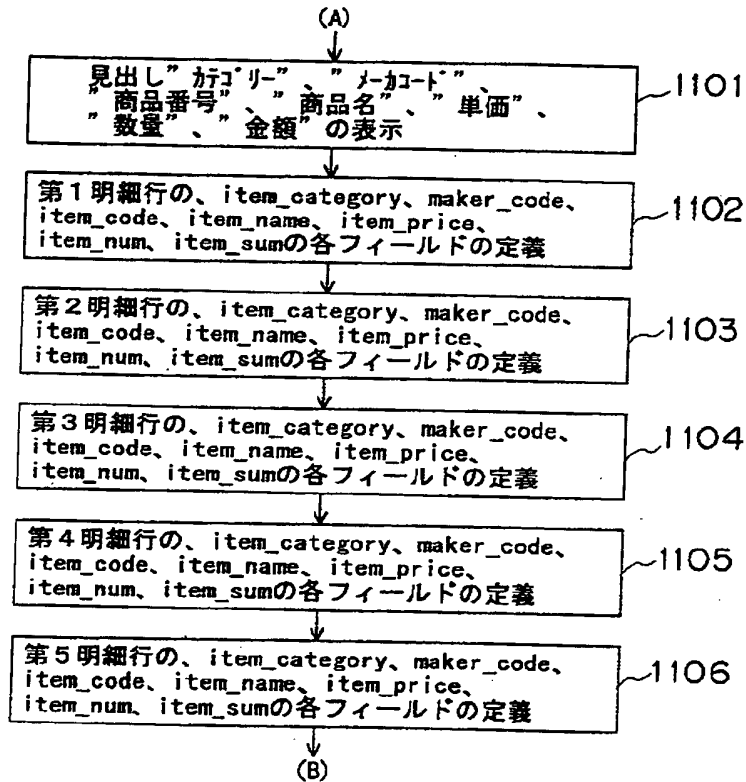 (A)
見出し”カテゴリー”、”メーカコード”、
”商品番号”、”商品名”、”単価”、
”数量”、”金額”の表示
1101
第1明細行の、item_category、maker_code、
item_code、item_name、item_price、
item_num、item_sumの各フィールドの定義
1102
第2明細行の、item_category、maker_code、
item_code、item_name、item_price、
item_num、item_sumの各フィールドの定義
1103
第3明細行の、item_category、maker_code、
item_code、item_name、item_price、
item_num、item_sumの各フィールドの定義
1104
第4明細行の、item_category、maker_code、
item_code、item_name、item_price、
item_num、item_sumの各フィールドの定義
1105
第5明細行の、item_category、maker_code、
item_code、item_name、item_price、
item_num、item_sumの各フィールドの定義
1106
(B)